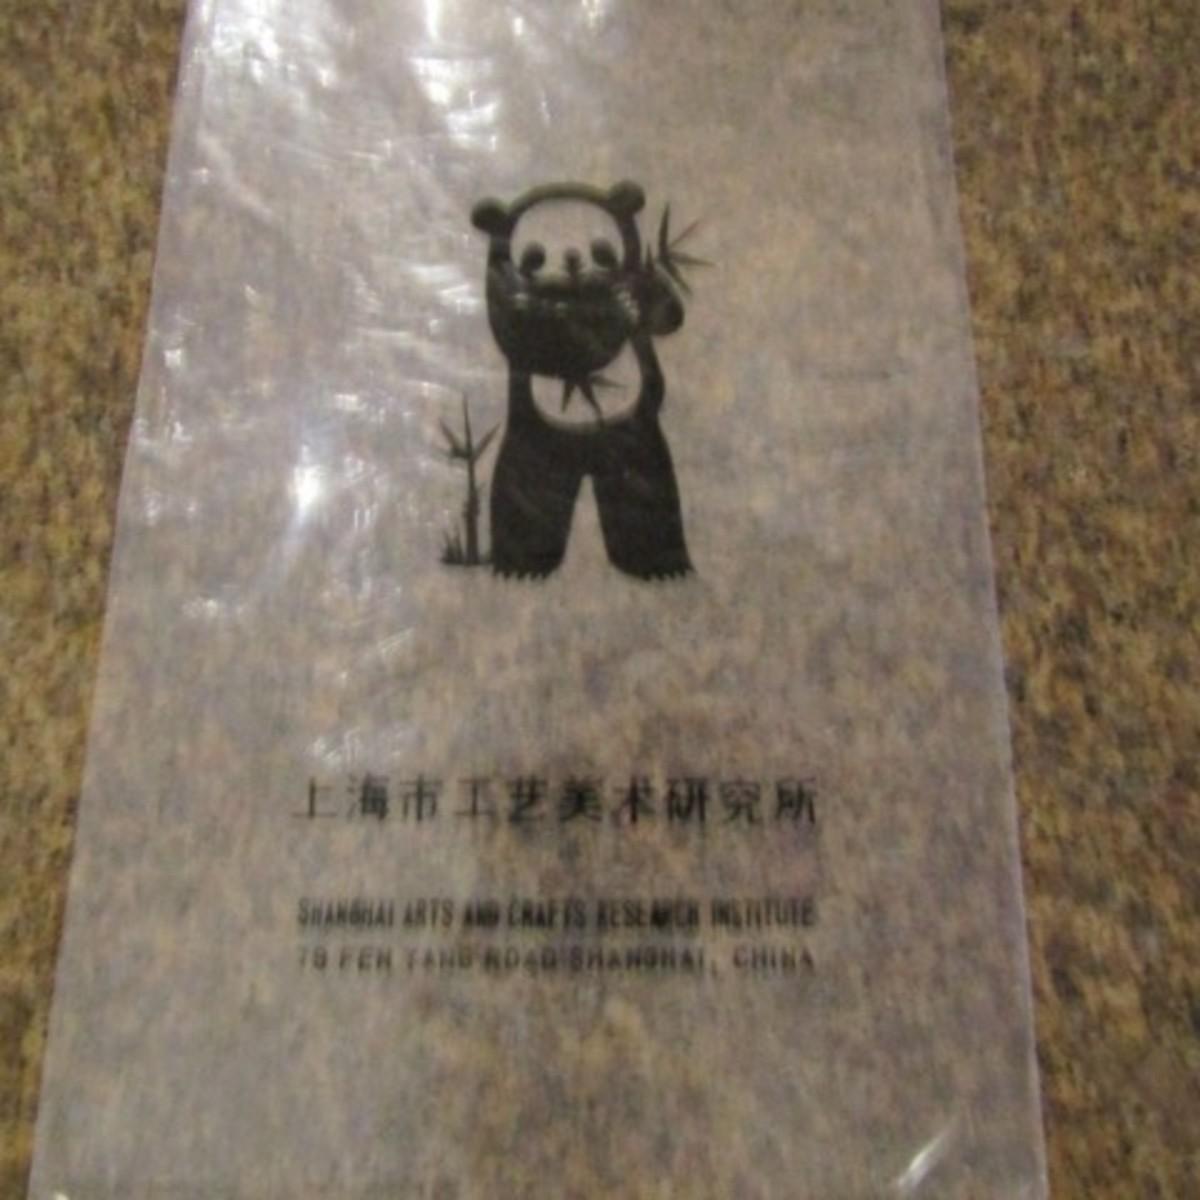 上海市工艺美术研究所
SHANGHAI ARTS AND CRAFTS RESEARCH INSTITUTE
79 FEN YANG ROAD SHANGHAI, CHINA